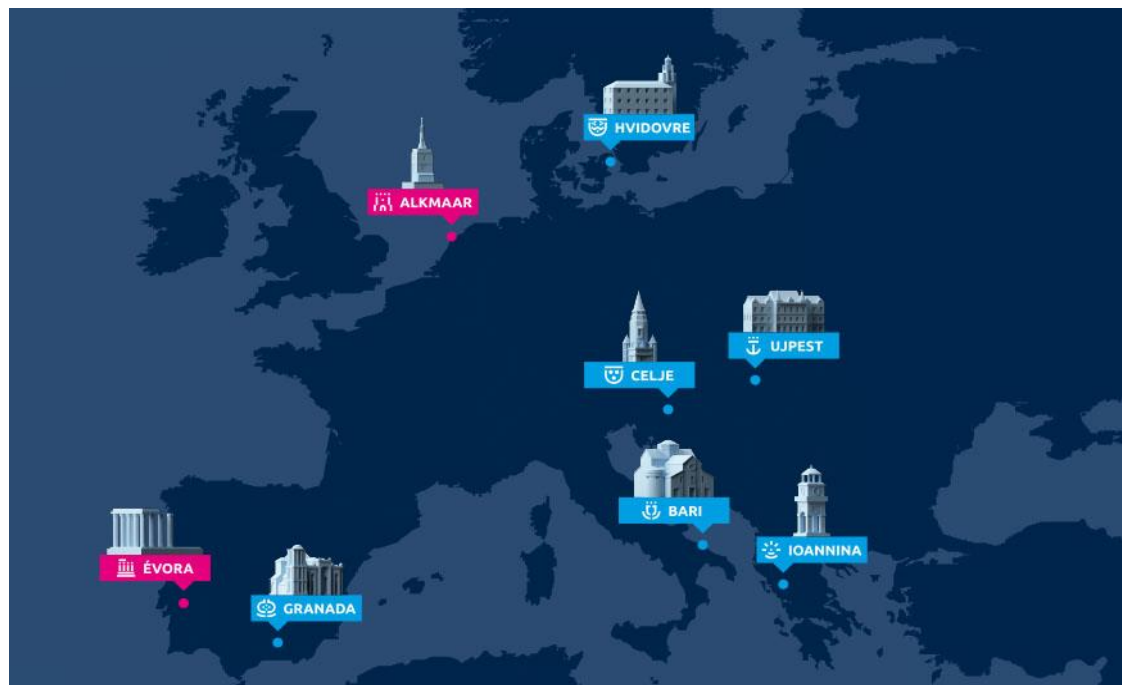 HVIDOVRE
ALKMAAR
UJPEST
CELJE
BARI
IOANNINA
ÉVORA
GRANADA